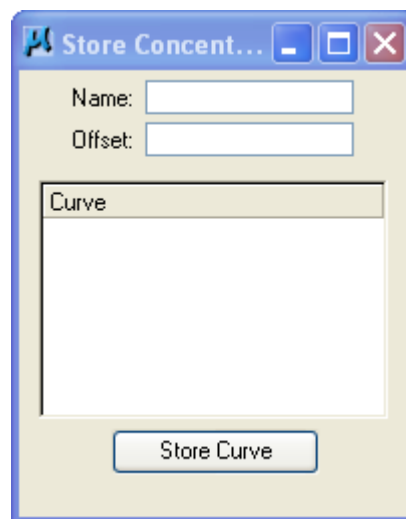 Store Concent...
Name:
Offset:
Curve
Store Curve